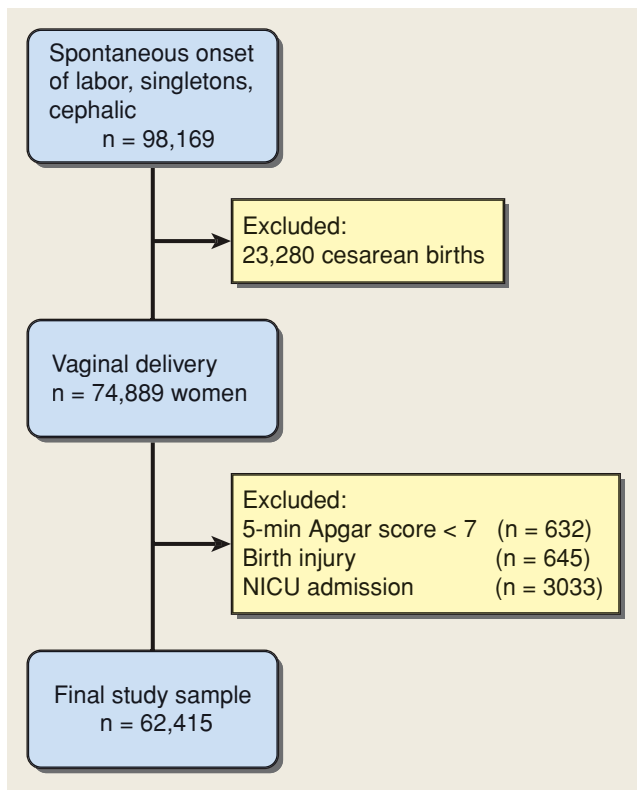 Spontaneous onset
of labor, singletons,
cephalic
n = 98,169
Excluded:
23,280 cesarean births
Vaginal delivery
n = 74,889 women
Excluded:
5-min Apgar score < 7 (n = 632)
Birth injury (n = 645)
NICU admission (n = 3033)
Final study sample
n = 62,415